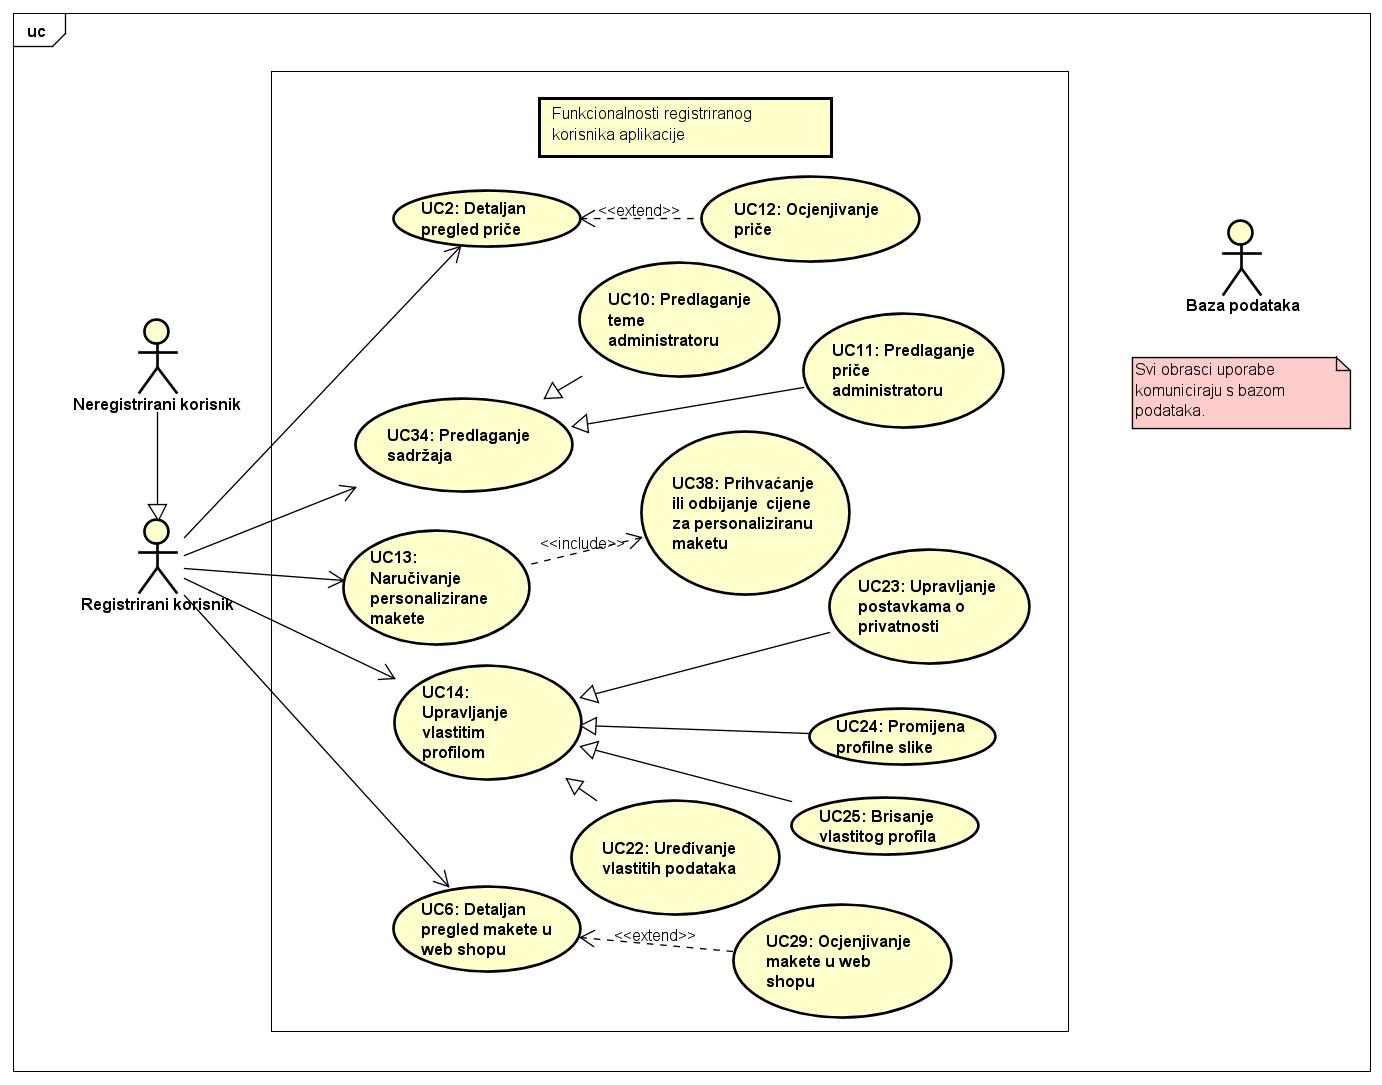 uc
Funkcionalnosti registriranog
korisnika aplikacije
UC2: Detaljan
pregled priče
<<extend>>
UC12: Ocjenjivanje
priče
UC10: Predlaganje
teme
administratoru
UC11: Predlaganje
priče
administratoru
Baza podataka
Svi obrasci uporabe
komuniciraju s bazom
podataka.
Neregistrirani korisnik
UC34: Predlaganje
sadržaja
UC38: Prihvaćanje
ili odbijanje  cijene
za personaliziranu
maketu
<<include>>
Registrirani korisnik
UC13:
Naručivanje
personalizirane
makete
UC23: Upravljanje
postavkama o
privatnosti
UC14:
Upravljanje
vlastitim
profilom
UC24: Promijena
profilne slike
UC25: Brisanje
vlastitog profila
UC22: Uređivanje
vlastitih podataka
UC6: Detaljan
pregled makete u
web shopu
<<extend>>
UC29: Ocjenjivanje
makete u web
shopu